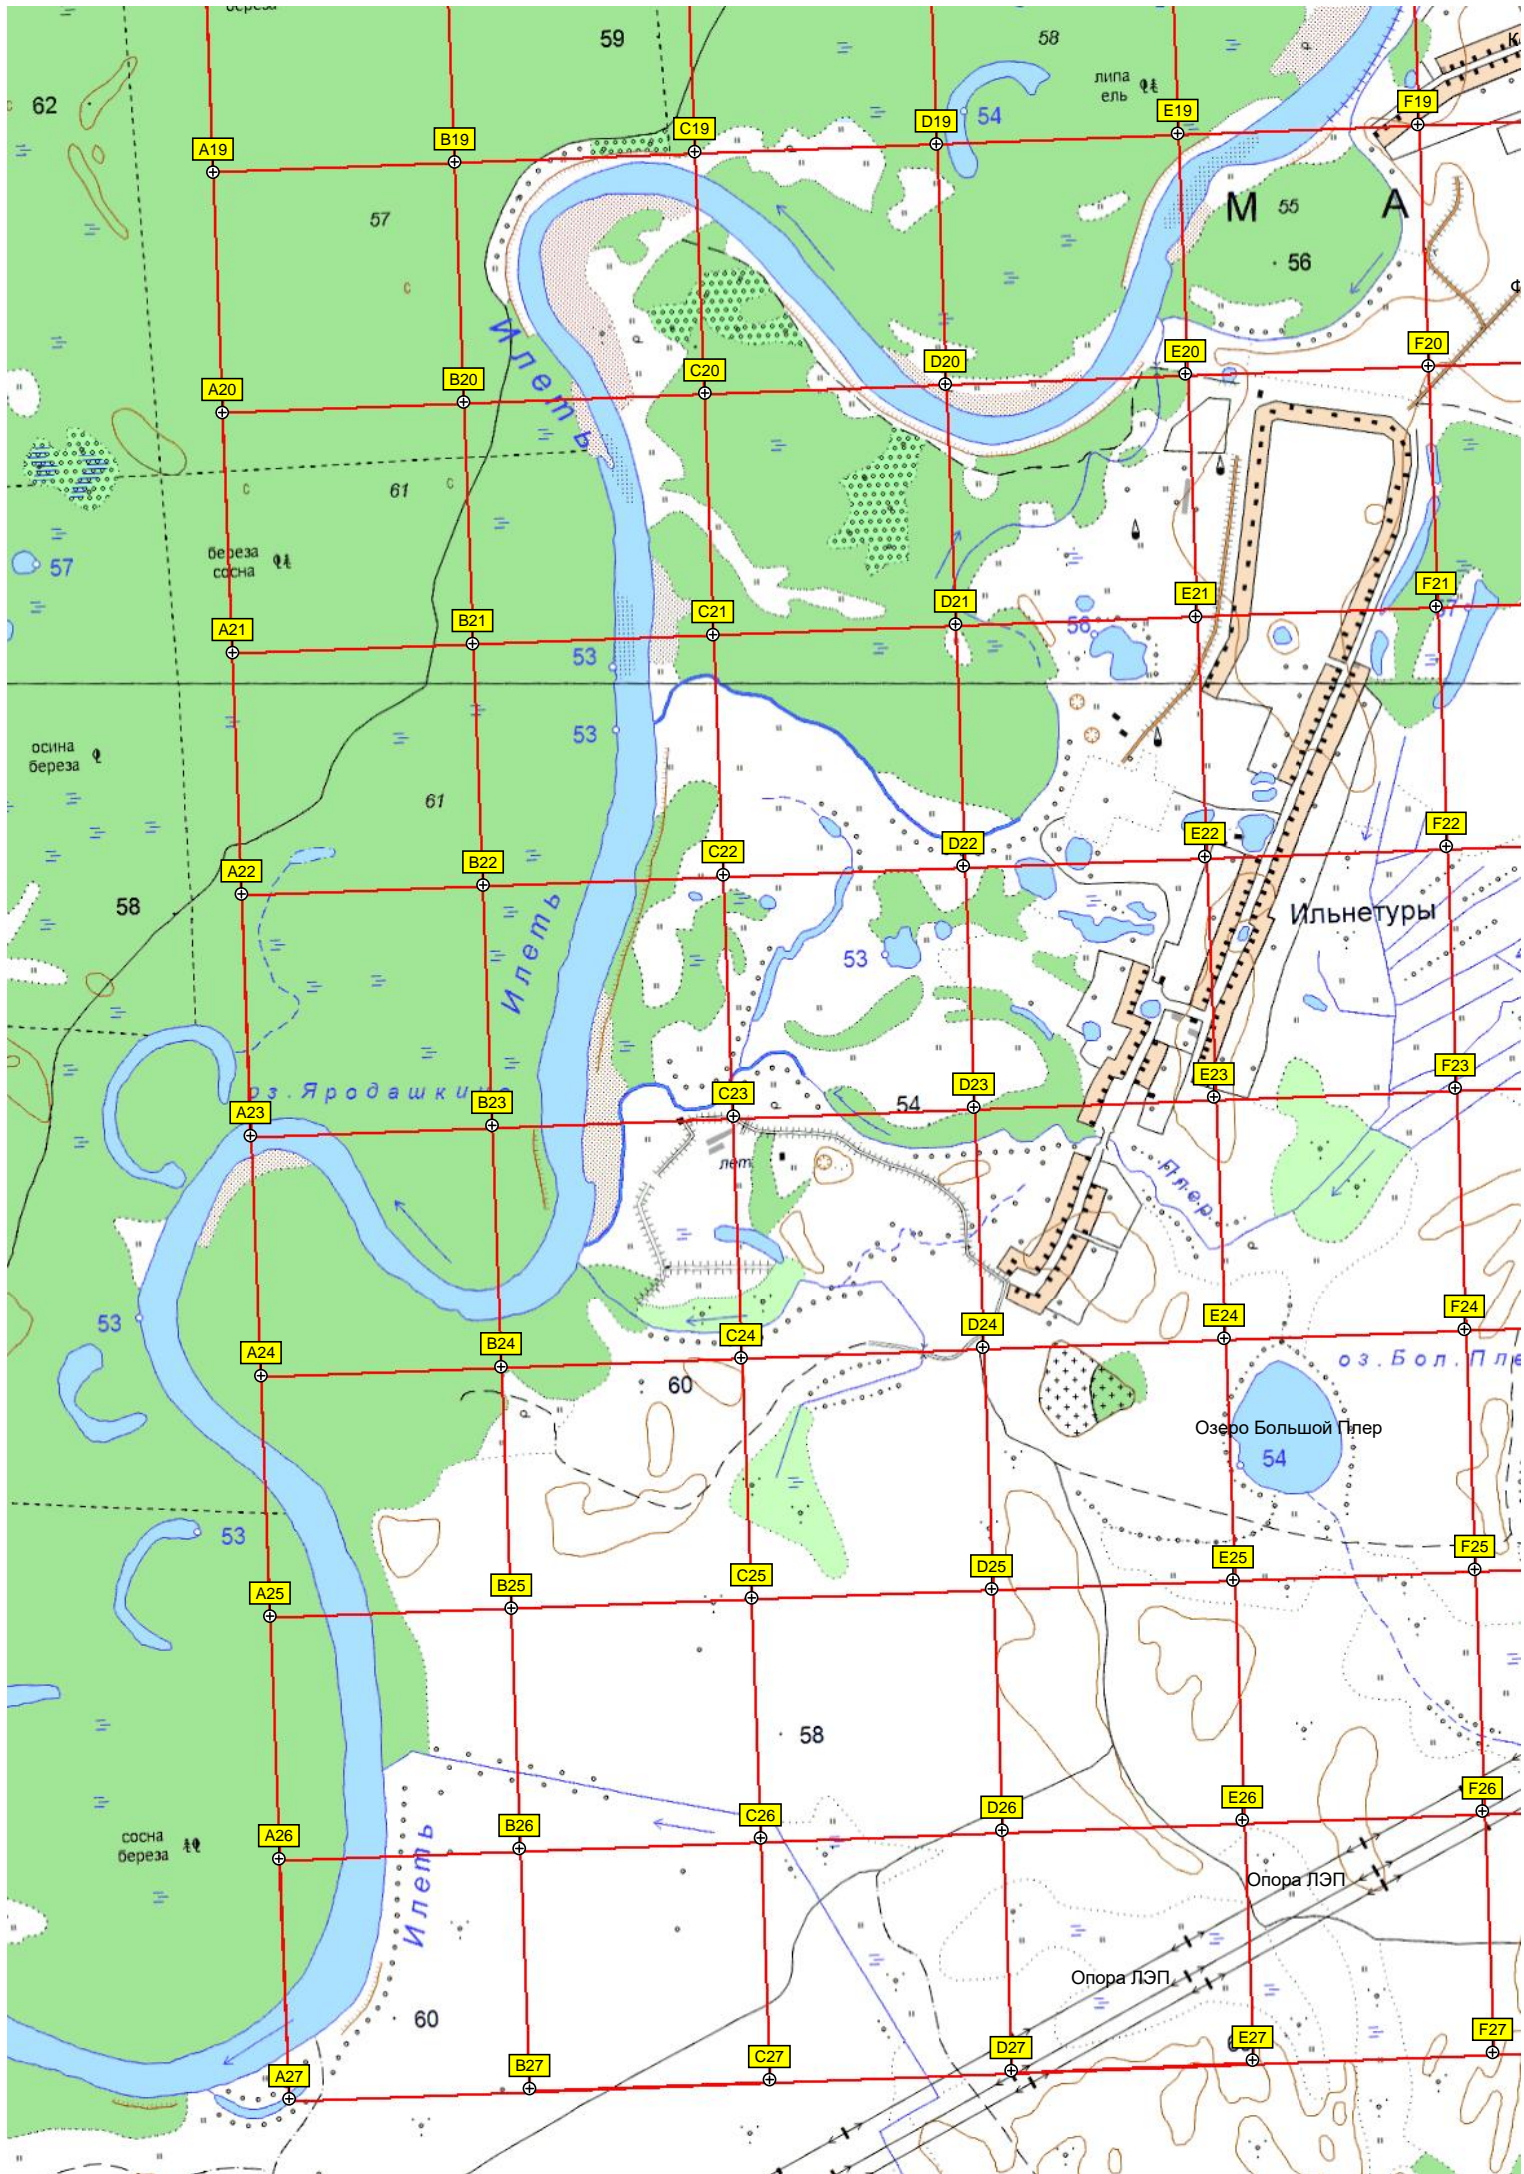 береза
59
58
62
липа
ель
54
A19
B19
C19
D19
E19
F19
57
М
55
А
56
с
Илеть
A20
B20
C20
D20
E20
F20
с
61
с
57
береза
сосна
A21
B21
C21
D21
E21
F21
53
53
осина
береза
61
A22
B22
C22
D22
E22
F22
58
Илеть
53
Ильнетуры
оз. Яродашкино
A23
B23
C23
D23
E23
F23
54
лет.
Плер
53
A24
B24
C24
D24
E24
F24
оз. Бол. Пле
60
Озеро Большой Плер
54
53
A25
B25
C25
D25
E25
F25
58
A26
B26
C26
D26
E26
F26
сосна
береза
Илеть
Опора ЛЭП
Опора ЛЭП
60
A27
B27
C27
D27
E27
F27